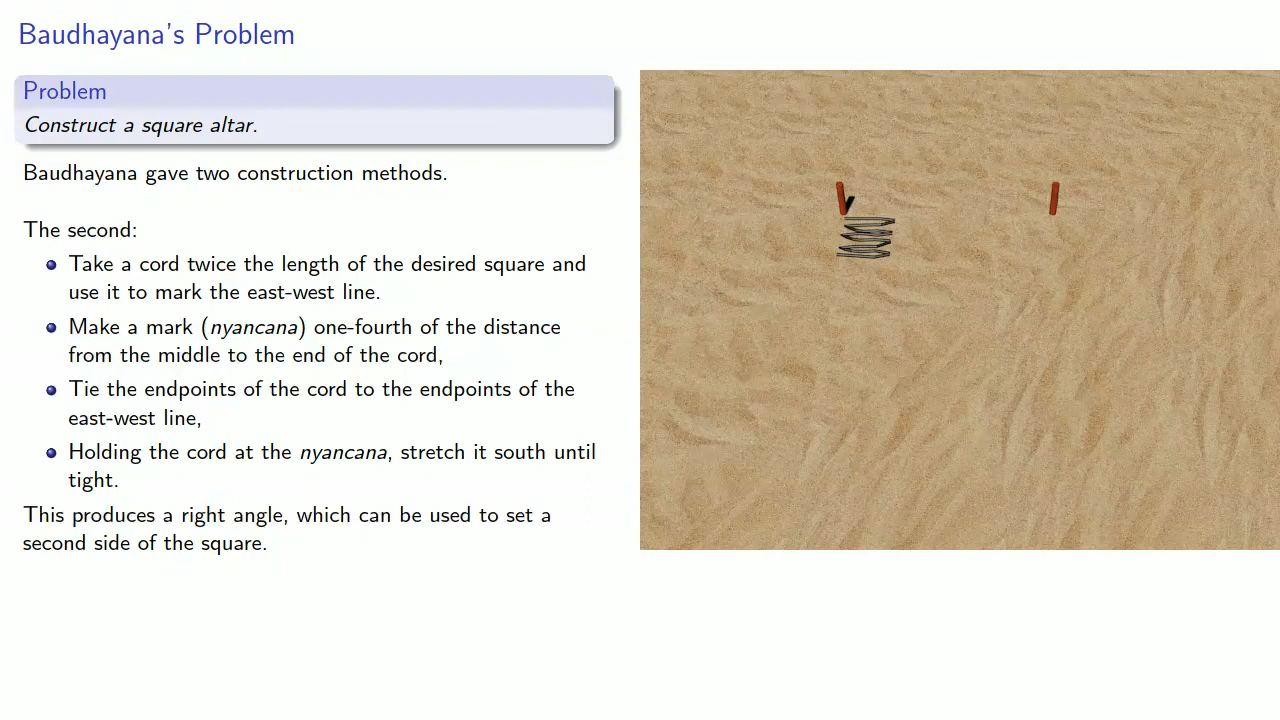 Baudhayana's Problem
Problem
Construct a square altar.
Baudhayana gave two construction methods.
The second:
Take a cord twice the length of the desired square and
use it to mark the east-west line.
Make a mark (nyancana) one-fourth of the distance
from the middle to the end of the cord,
Tie the endpoints of the cord to the endpoints of the
east-west line,
Holding the cord at the nyancana, stretch it south until
tight.
This produces a right angle, which can be used to set a
second side of the square.